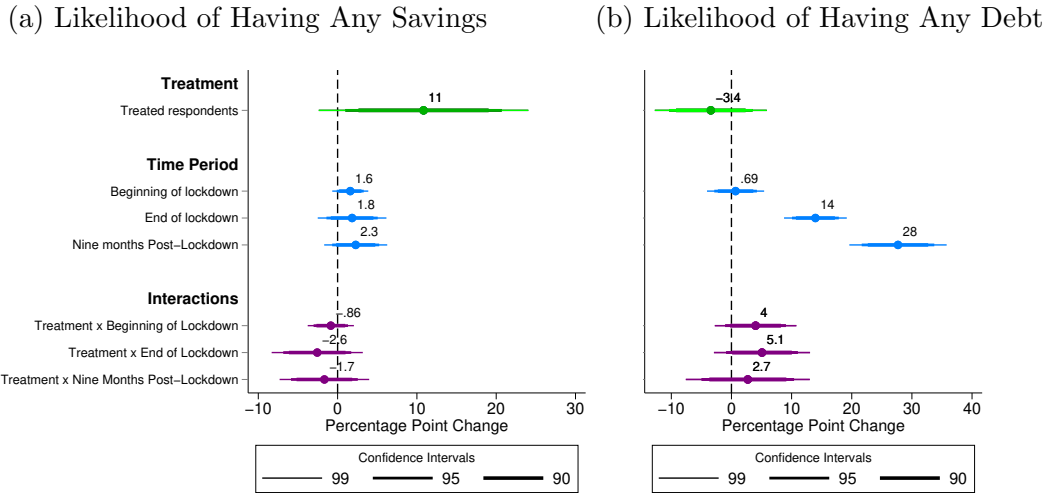 (a) Likelihood of Having Any Savings
(b) Likelihood of Having Any Debt
Treatment
Treated respondents
11
Time Period
Beginning of lockdown
1.6
End of lockdown
1.8
Nine months Post−Lockdown
2.3
Interactions
Treatment x Beginning of Lockdown
−.86
Treatment x End of Lockdown
−2.6
Treatment x Nine Months Post−Lockdown
−1.7
−10 0 10 20 30
Percentage Point Change
Confidence Intervals
99 95 90
−3.4
.69
14
28
4
5.1
2.7
−10 0 10 20 30 40
Percentage Point Change
Confidence Intervals
99 95 90